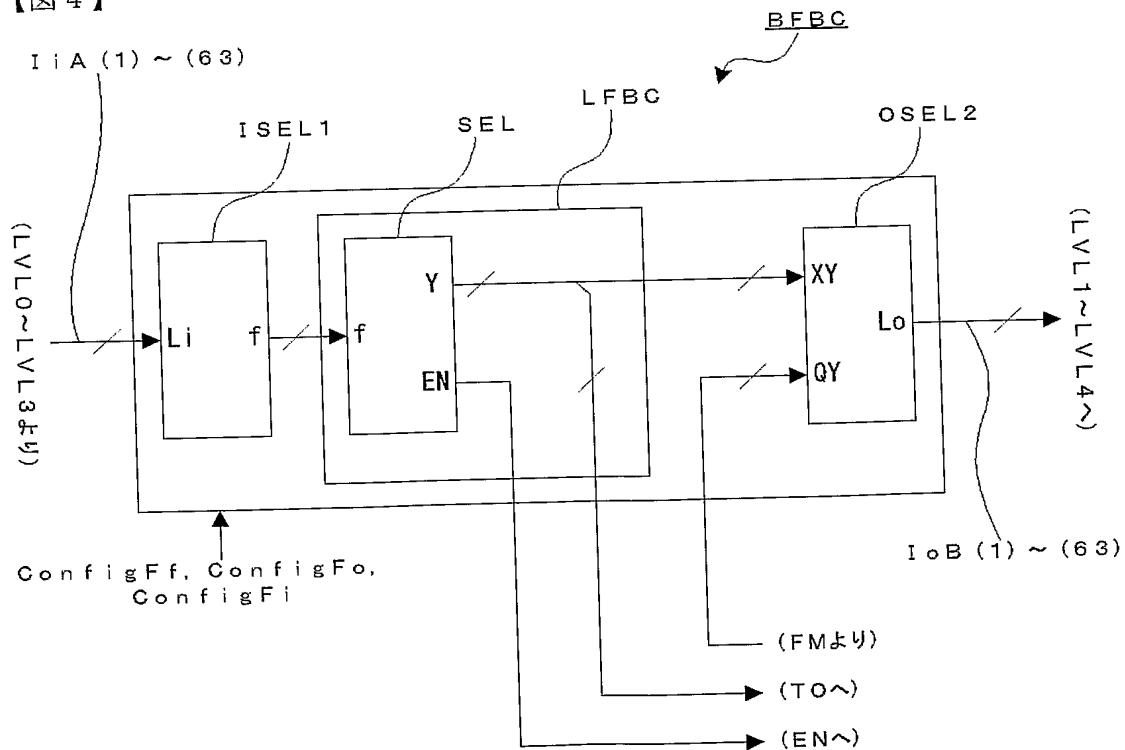 【図４】
BFBC
IiA(1)~(63)
LFBC
ISEL1
SEL
OSEL2
(LVL0~LVL3より)
(LVL1~LVL4へ)
Li
f
f
Y
EN
XY
QY
Lo
IoB(1)~(63)
ConfigFf, ConfigFo,
ConfigFi
(FMより)
(TOへ)
(ENへ)